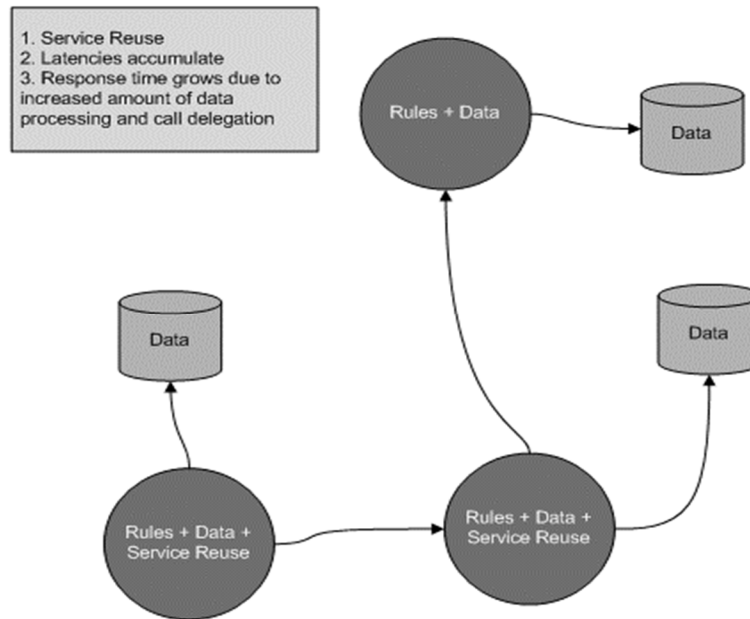 1. Service Reuse
2. Latencies accumulate
3. Response time grows due to
increased amount of data
processing and call delegation
Rules + Data
Data
Data
Data
Rules + Data +
Service Reuse
Rules + Data +
Service Reuse